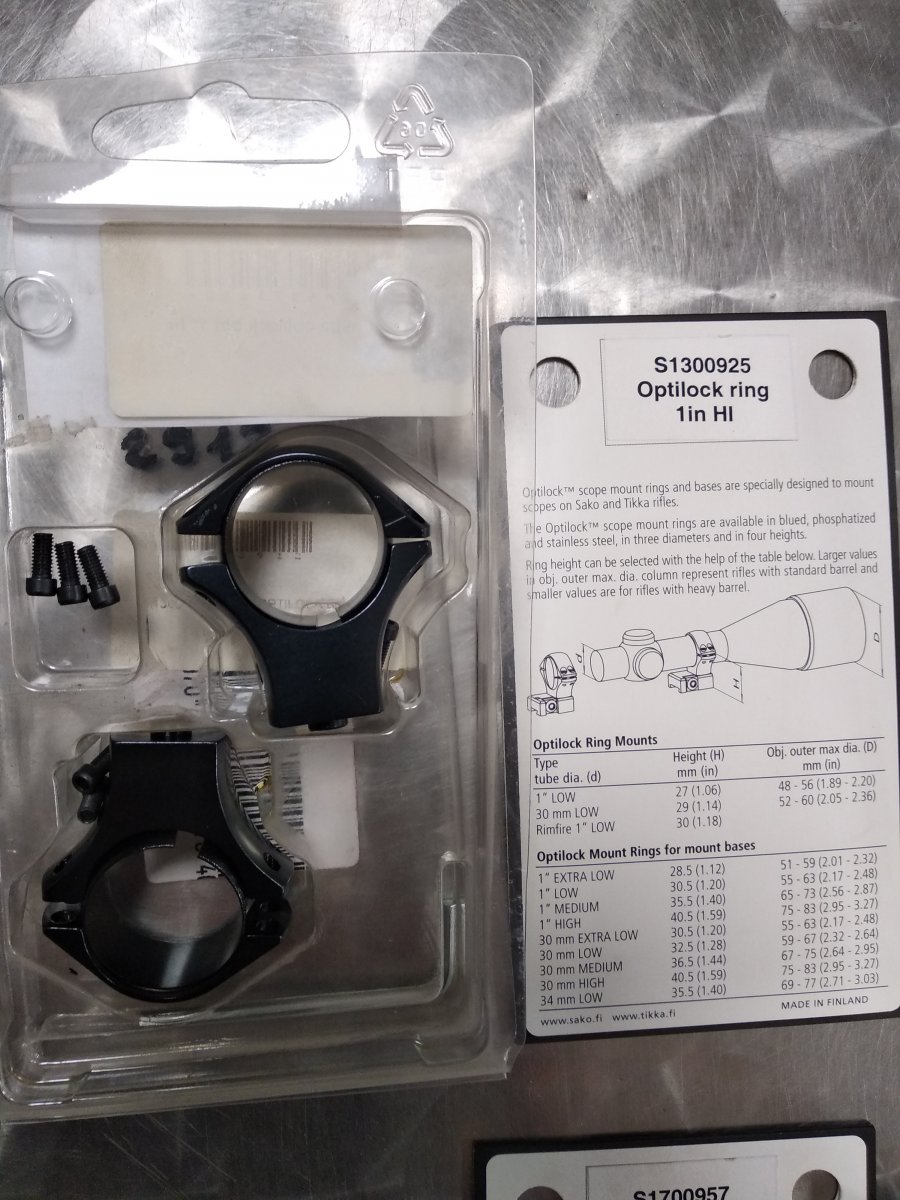 06
2917
S1300925
Optilock ring
1in HI
Optilock™ scope mount rings and bases are specially designed to mount
scopes on Sako and Tikka rifles.
The Optilock™ scope mount rings are available in blued, phosphatized
and stainless steel, in three diameters and in four heights.
Ring height can be selected with the help of the table below. Larger values
in obj. outer max. dia. column represent rifles with standard barrel and
smaller values are for rifles with heavy barrel.
d
D
H
Optilock Ring Mounts
Type Height (H) Obj. outer max dia. (D)
tube dia. (d) mm (in) mm (in)
1" LOW 27 (1.06) 48 - 56 (1.89 - 2.20)
30 mm LOW 29 (1.14) 52 - 60 (2.05 - 2.36)
Rimfire 1" LOW 30 (1.18)
Optilock Mount Rings for mount bases
1" EXTRA LOW 28.5 (1.12) 51 - 59 (2.01 - 2.32)
1" LOW 30.5 (1.20) 55 - 63 (2.17 - 2.48)
1" MEDIUM 35.5 (1.40) 65 - 73 (2.56 - 2.87)
1" HIGH 40.5 (1.59) 75 - 83 (2.95 - 3.27)
30 mm EXTRA LOW 30.5 (1.20) 55 - 63 (2.17 - 2.48)
30 mm LOW 32.5 (1.28) 59 - 67 (2.32 - 2.64)
30 mm MEDIUM 36.5 (1.44) 67 - 75 (2.64 - 2.95)
30 mm HIGH 40.5 (1.59) 75 - 83 (2.95 - 3.27)
34 mm LOW 35.5 (1.40) 69 - 77 (2.71 - 3.03)
www.sako.fi www.tikka.fi MADE IN FINLAND
S1700957